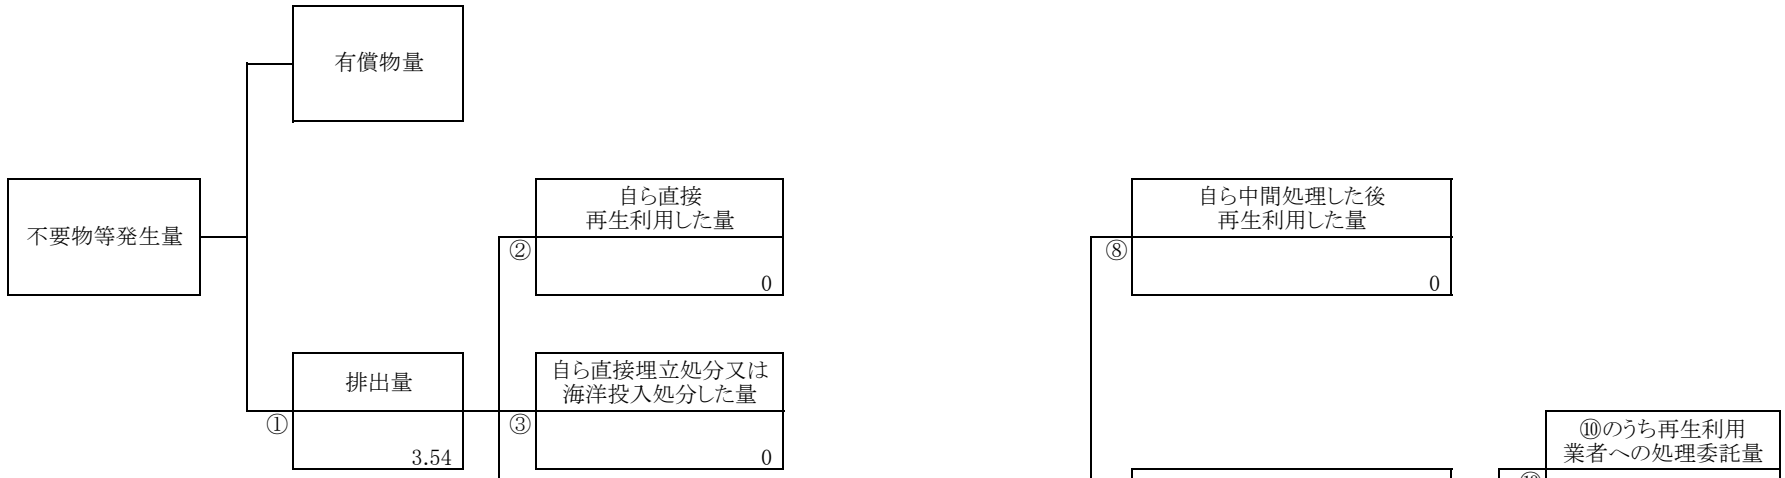 有償物量
不要物等発生量
自ら直接
再生利用した量
②
0
自ら中間処理した後
再生利用した量
⑧
0
排出量
①
3.54
自ら直接埋立処分又は
海洋投入処分した量
③
0
⑩のうち再生利用
業者への処理委託量